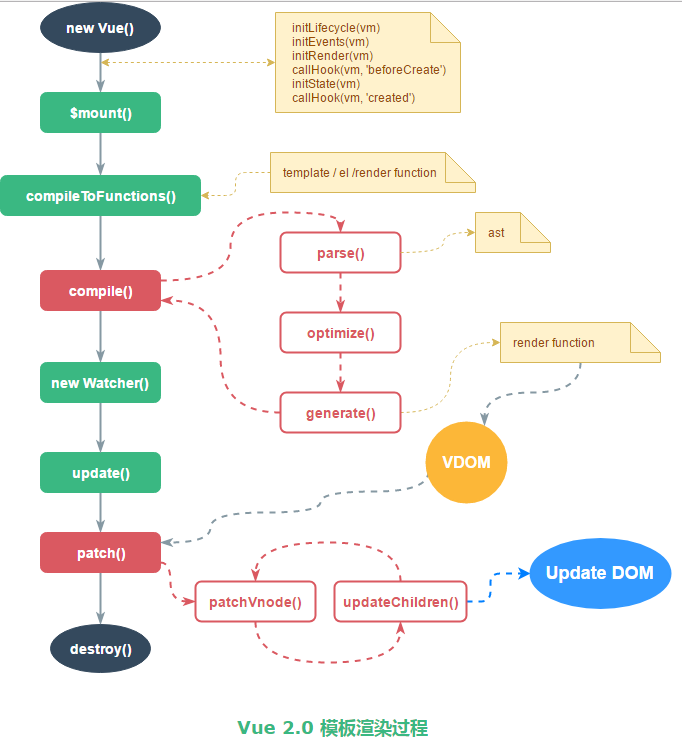 new Vue()
initLifecycle(vm)
initEvents(vm)
initRender(vm)
callHook(vm, 'beforeCreate')
initState(vm)
callHook(vm, 'created')
$mount()
template / el /render function
compileToFunctions()
parse()
ast
compile()
optimize()
render function
new Watcher()
generate()
VDOM
update()
patch()
Update DOM
patchVnode()
updateChildren()
destroy()
Vue 2.0 模板渲染过程